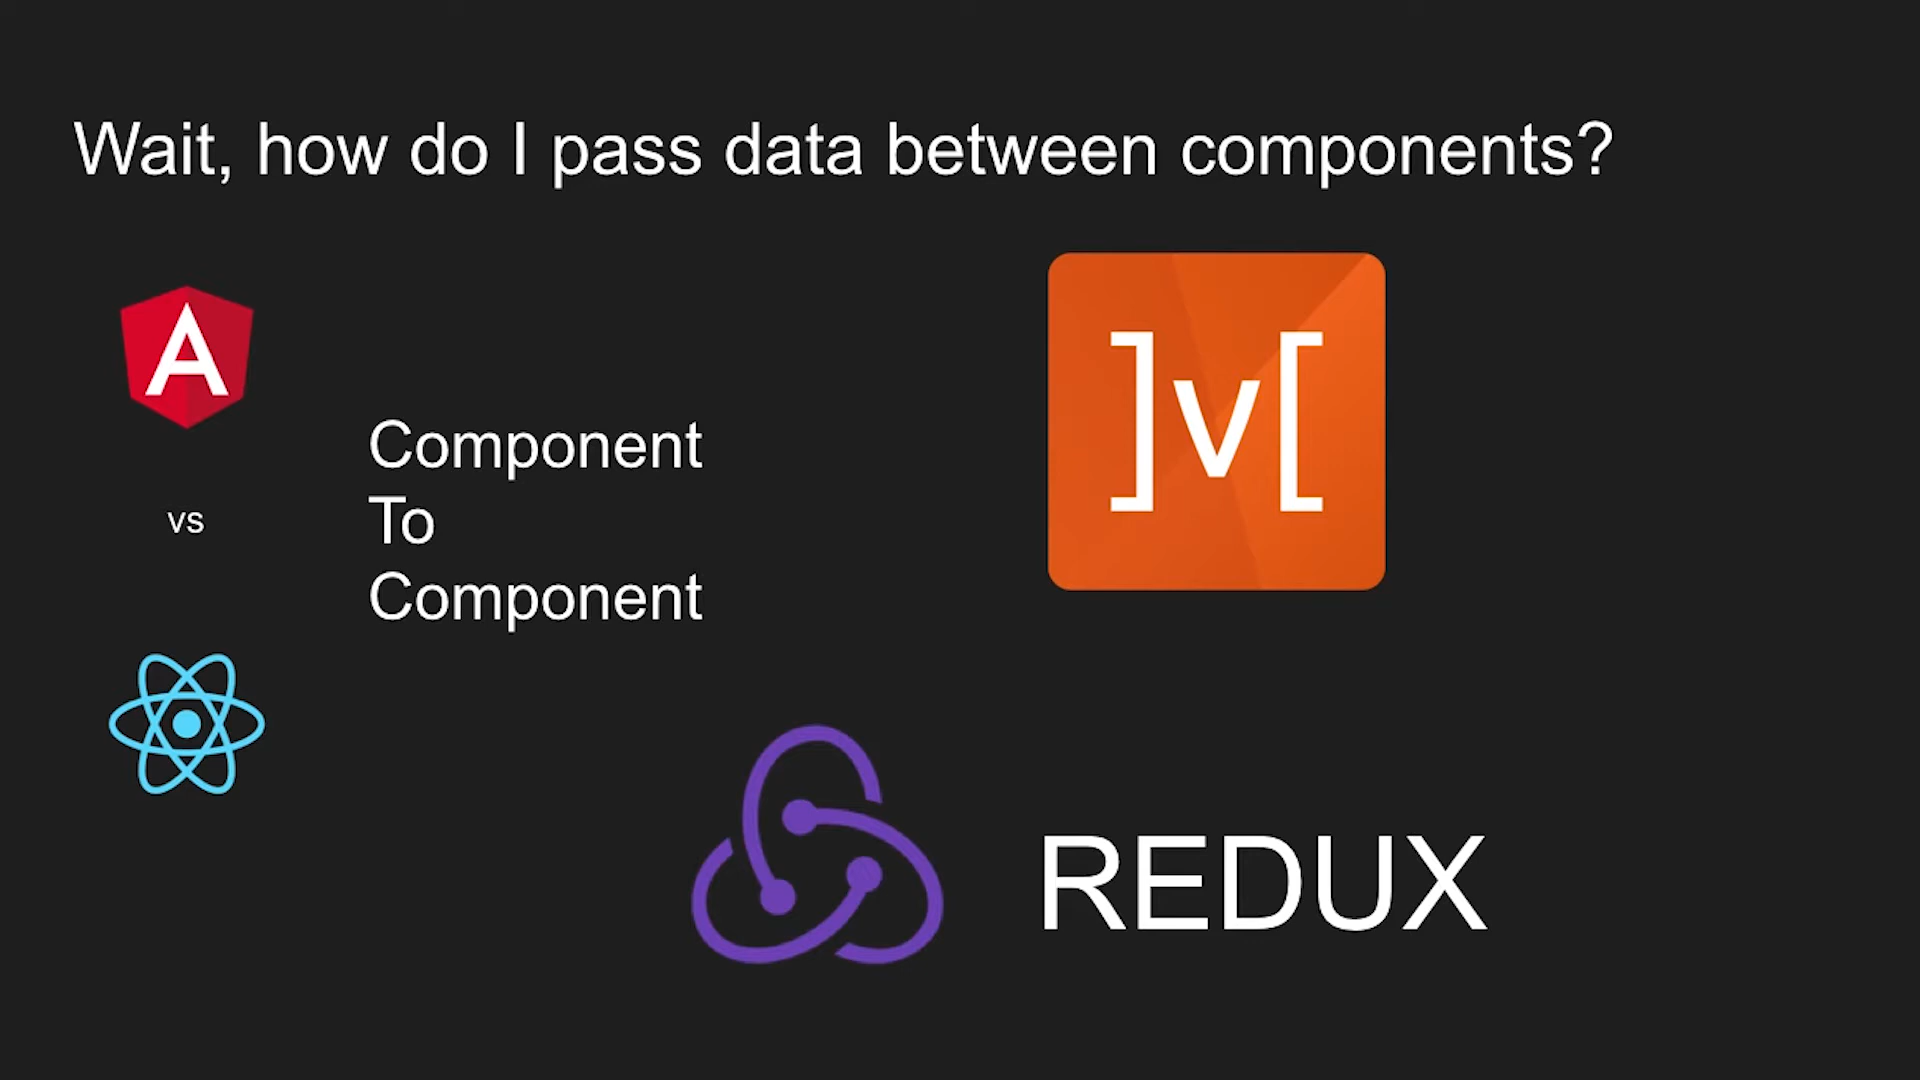 Wait, how do I pass data between components?
A
vs
Component
To
Component
]v[
REDUX